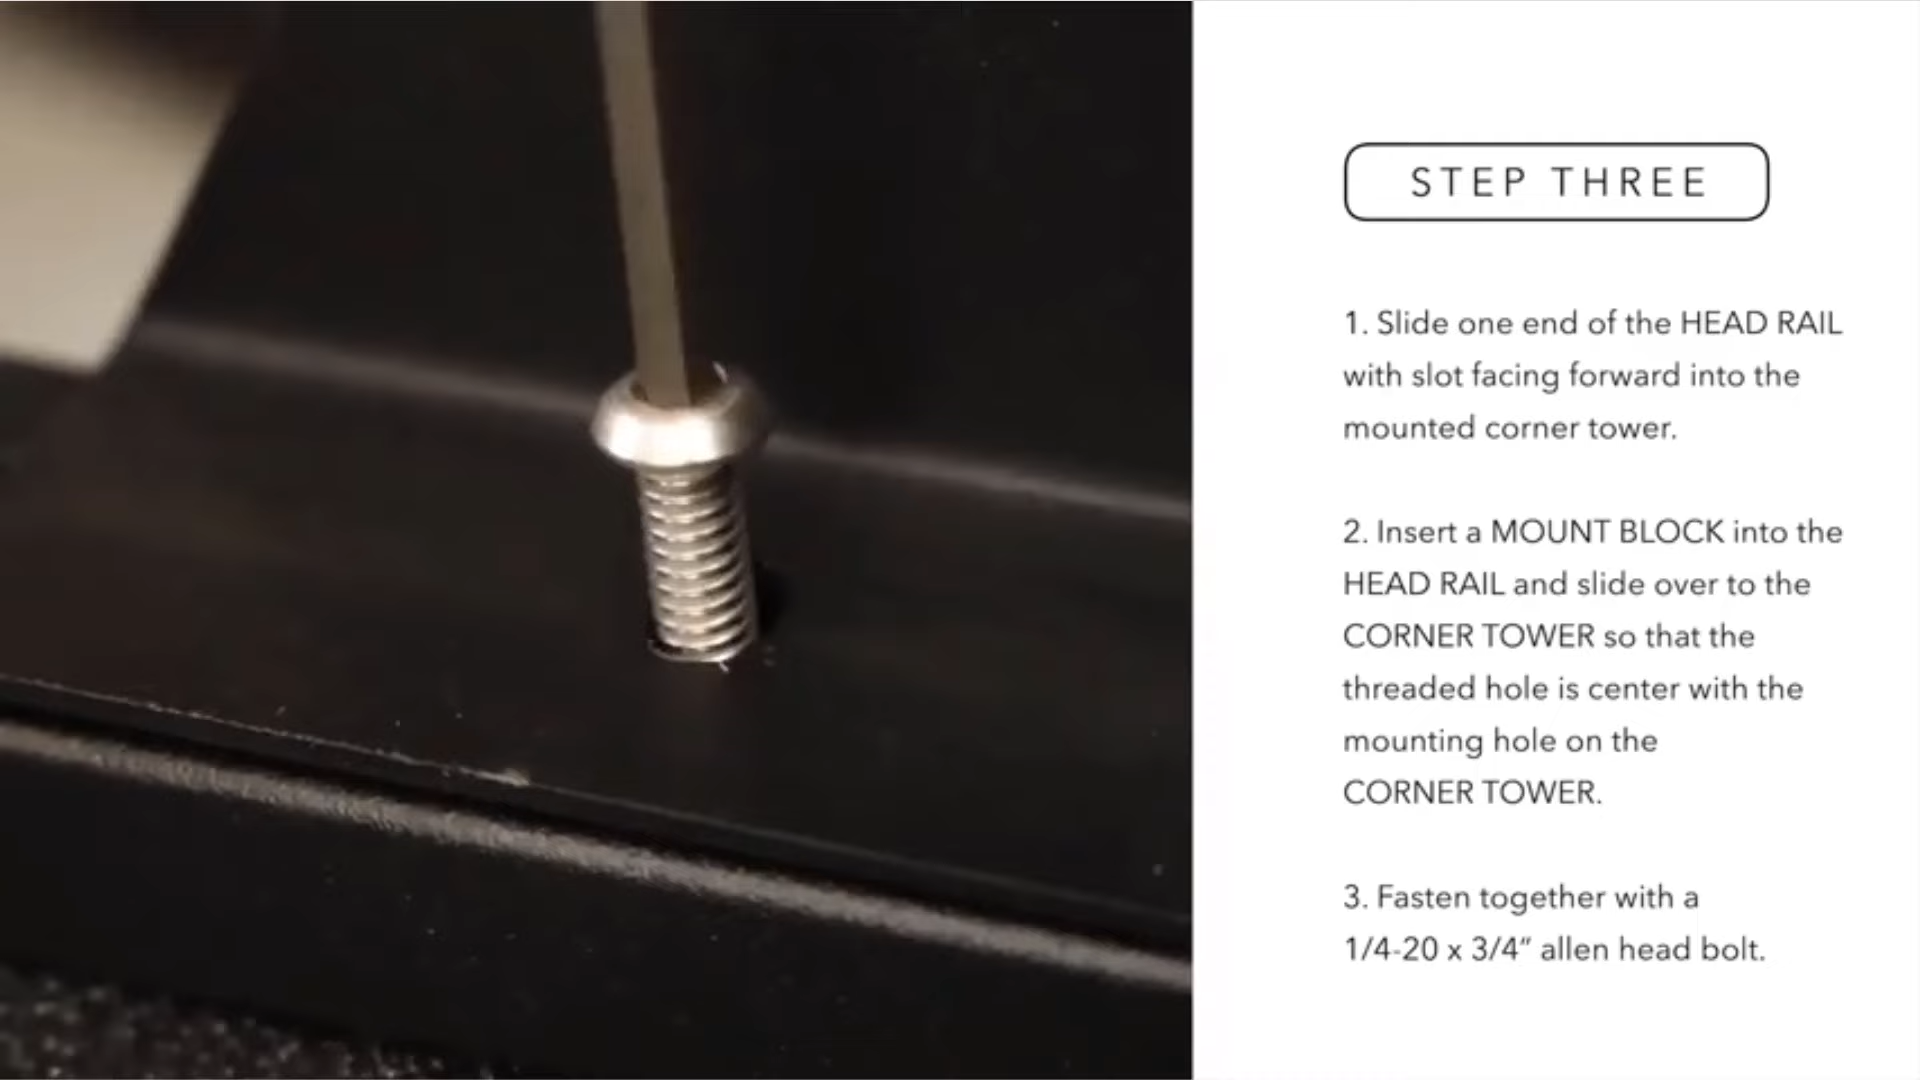 STEP THREE
1. Slide one end of the HEAD RAIL
with slot facing forward into the
mounted corner tower.
2. Insert a MOUNT BLOCK into the
HEAD RAIL and slide over to the
CORNER TOWER so that the
threaded hole is center with the
mounting hole on the
CORNER TOWER.
3. Fasten together with a
1/4-20 x 3/4” allen head bolt.